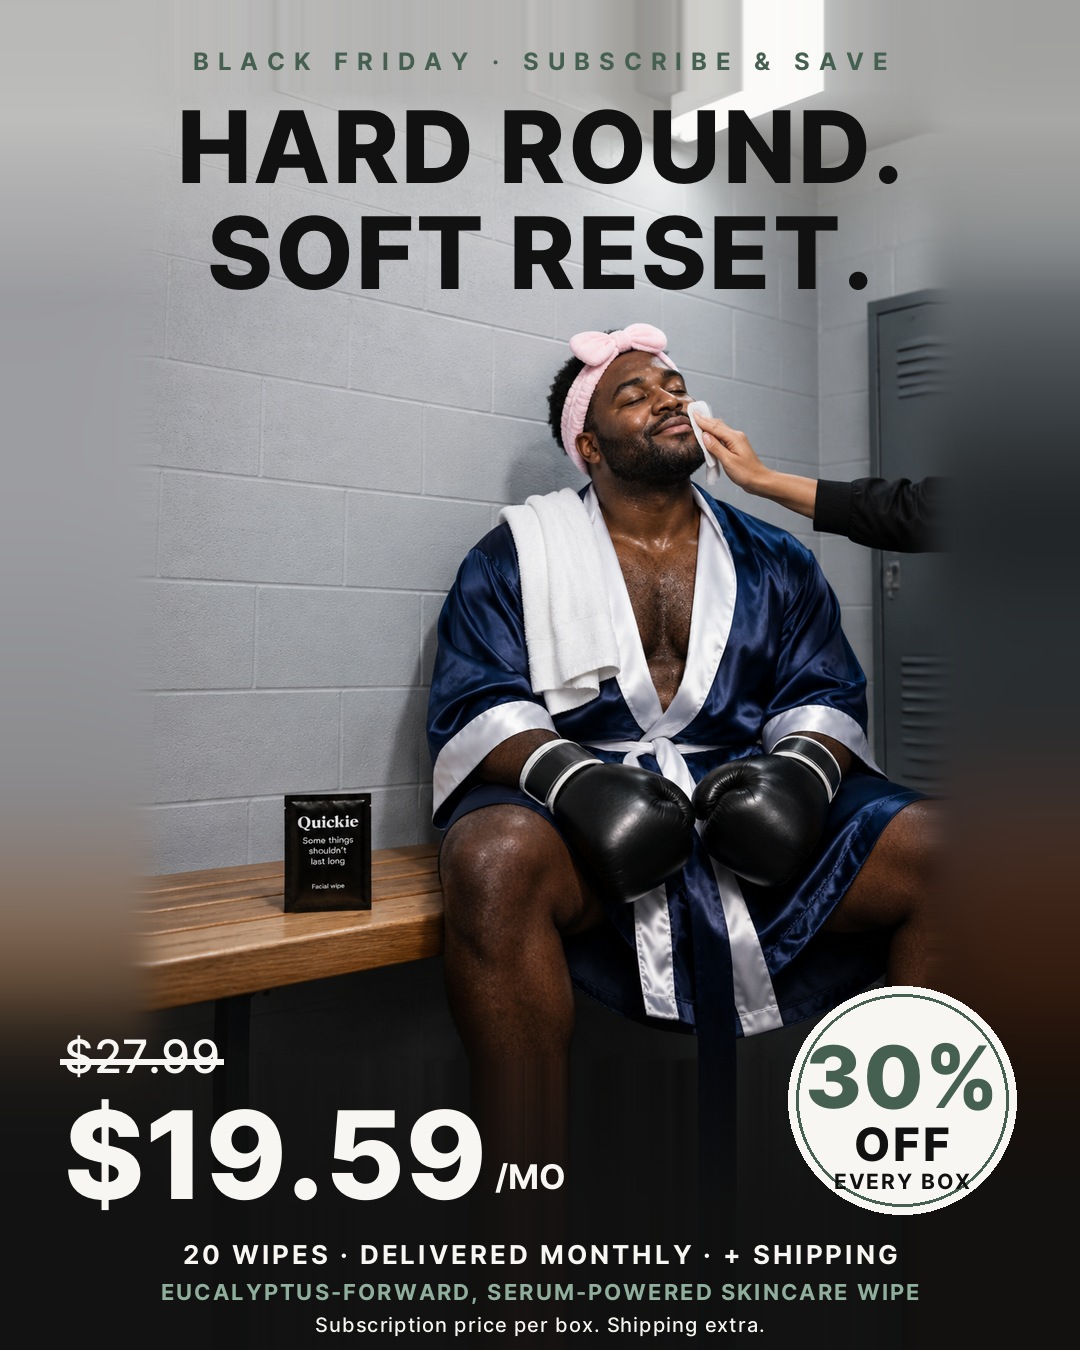 BLACK FRIDAY · SUBSCRIBE & SAVE
HARD ROUND.
SOFT RESET.
Quickie
Some things
shouldn't
last long
Facial wipe
$27.99
$19.59 /MO
30%
OFF
EVERY BOX
20 WIPES · DELIVERED MONTHLY · + SHIPPING
EUCALYPTUS-FORWARD, SERUM-POWERED SKINCARE WIPE
Subscription price per box. Shipping extra.